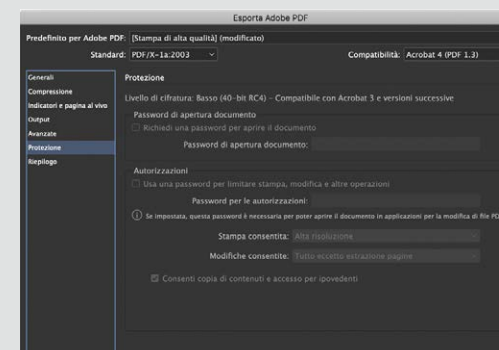 Esporta Adobe PDF
Predefinito per Adobe PDF: [Stampa di alta qualità] (modificato)
Standard: PDF/X-1a:2003 Compatibilità: Acrobat 4 (PDF 1.3)
Generali
Compressione
Indicatori e pagina al vivo
Output
Avanzate
Protezione
Riepilogo
Protezione
Livello di cifratura: Basso (40-bit RC4) - Compatibile con Acrobat 3 e versioni successive
Password di apertura documento
Richiedi una password per aprire il documento
Password di apertura documento:
Autorizzazioni
Usa una password per limitare stampa, modifica e altre operazioni
Password per le autorizzazioni:
Se impostata, questa password è necessaria per poter aprire il documento in applicazioni per la modifica di file PD
Stampa consentita: Alta risoluzione
Modifiche consentite: Tutto eccetto estrazione pagine
Consenti copia di contenuti e accesso per ipovedenti